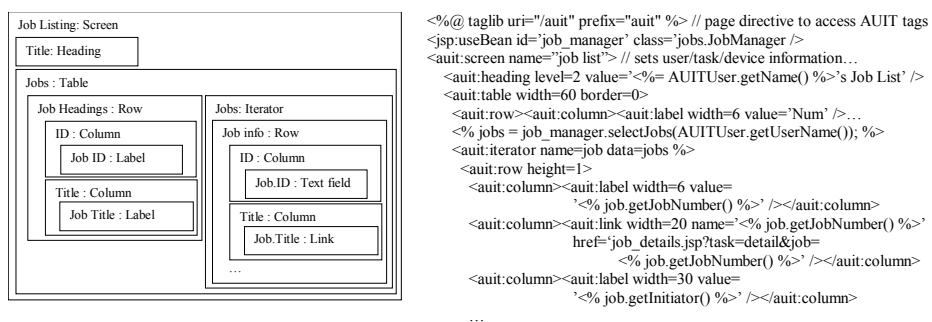 Job Listing: Screen
Title: Heading
Jobs : Table
Job Headings : Row
ID : Column
Job ID : Label
Title : Column
Job Title : Label
Jobs: Iterator
Job info : Row
ID : Column
Job.ID : Text field
Title : Column
Job.Title : Link
…
<%@ taglib uri="/auit" prefix="auit" %> // page directive to access AUIT tags
<jsp:useBean id='job_manager' class='jobs.JobManager />
<auit:screen name="job list"> // sets user/task/device information…
<auit:heading level=2 value='<%= AUITUser.getName() %>'s Job List' />
<auit:table width=60 border=0>
<auit:row><auit:column><auit:label width=6 value='Num' />…
<% jobs = job_manager.selectJobs(AUITUser.getUserName()); %>
<auit:iterator name=job data=jobs %>
<auit:row height=1>
<auit:column><auit:label width=6 value=
'<% job.getJobNumber() %>' /></auit:column>
<auit:column><auit:link width=20 name='<% job.getJobNumber() %>'
href='job_details.jsp?task=detail&job=
<% job.getJobNumber() %>' /></auit:column>
<auit:column><auit:label width=30 value=
'<% job.getInitiator() %>' /></auit:column>
…